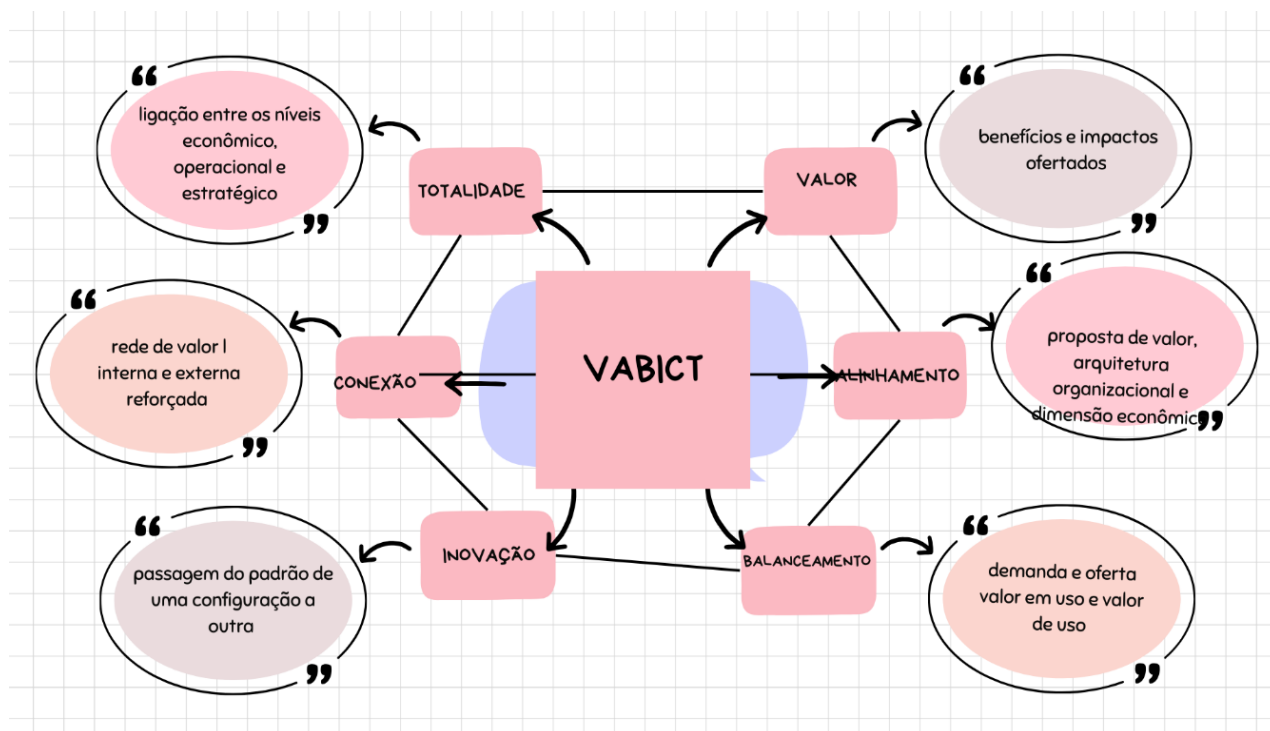 ligação entre os níveis
econômico,
operacional e
estratégico
TOTALIDADE
VALOR
benefícios e impactos
ofertados
rede de valor |
interna e externa
reforçada
CONEXÃO
VABICT
ALINHAMENTO
proposta de valor,
arquitetura
organizacional e
dimensão econômica
passagem do padrão de
uma configuração a
outra
INOVAÇÃO
BALANCEAMENTO
demanda e oferta
valor em uso e valor
de uso